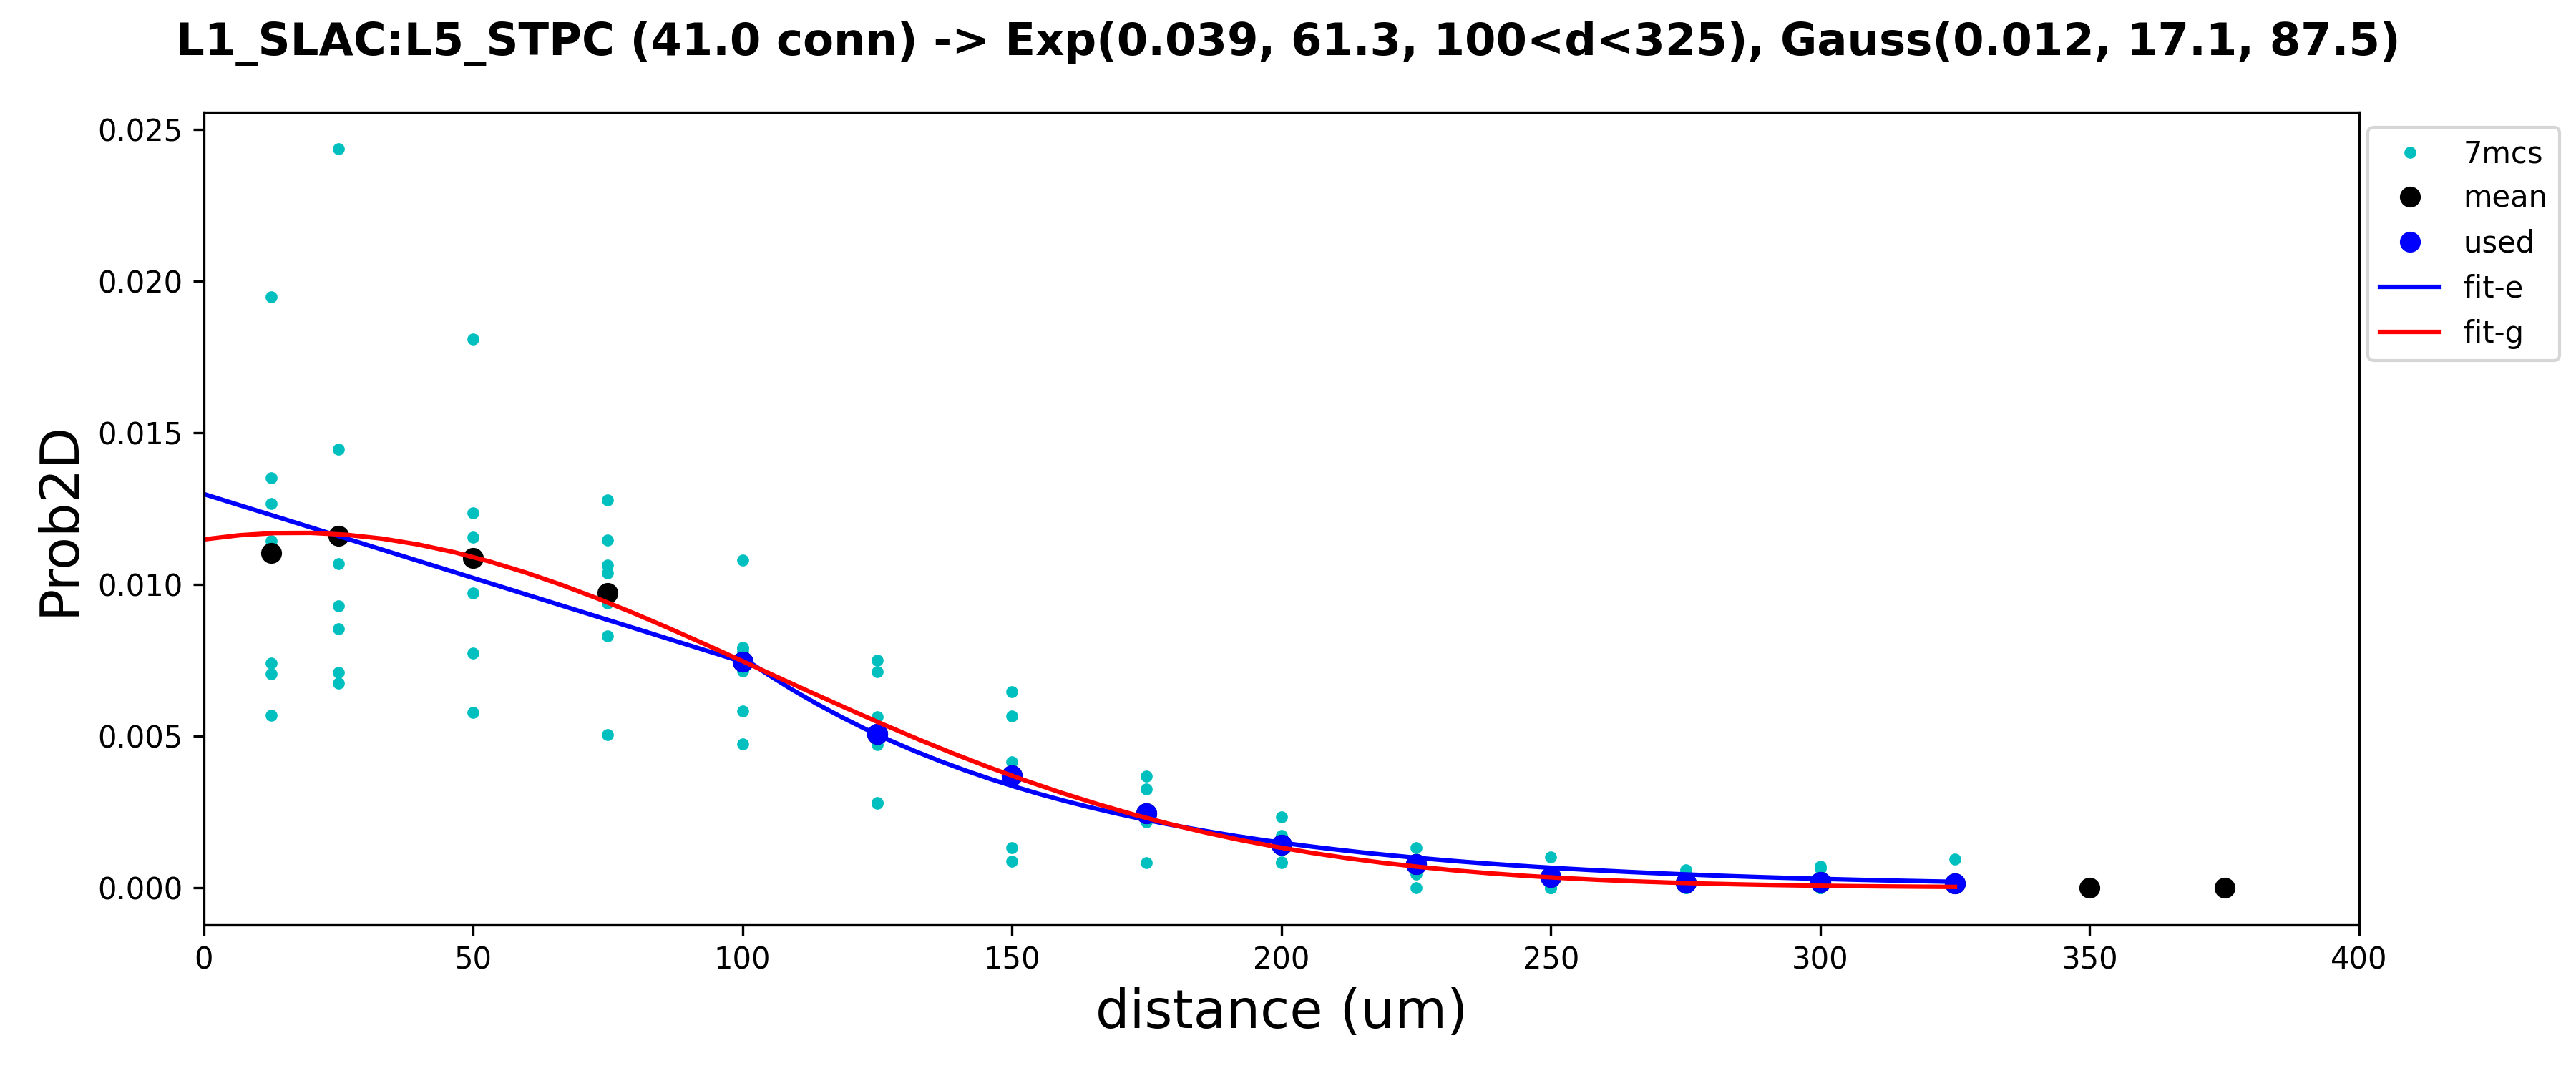 L1_SLAC:L5_STPC (41.0 conn) -> Exp(0.039, 61.3, 100<d<325), Gauss(0.012, 17.1, 87.5)
0.025
0.020
0.015
0.010
0.005
0.000
Prob2D
0 50 100 150 200 250 300 350 400
distance (um)
7mcs
mean
used
fit-e
fit-g